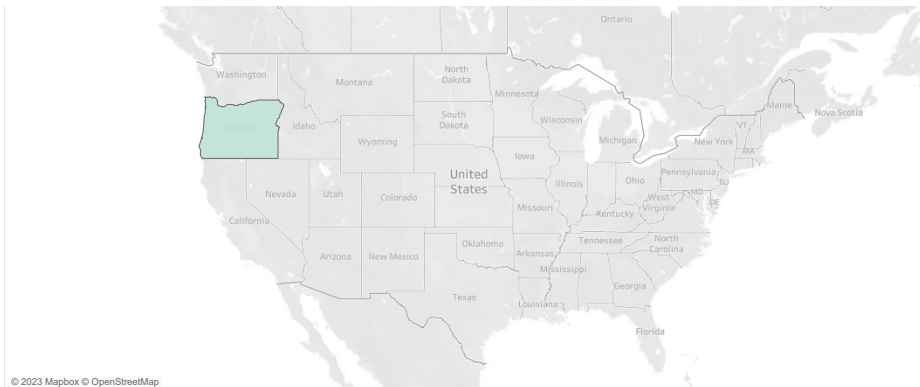 Ontario
Washington
Montana
North
Dakota
Minnesota
Maine
Nova Scotia
Oregon
Idaho
South
Dakota
Wisconsin
Michigan
VT
New York
MA
Wyoming
Iowa
Pennsylvania
United
States
Nevada
Utah
Colorado
Illinois
Ohio
NJ
MD
DE
West
Virginia
Missouri
Kentucky
California
Oklahoma
Tennessee
North
Carolina
Arizona
New Mexico
Arkansas
Mississippi
Georgia
Texas
Louisiana
Florida
© 2023 Mapbox © OpenStreetMap